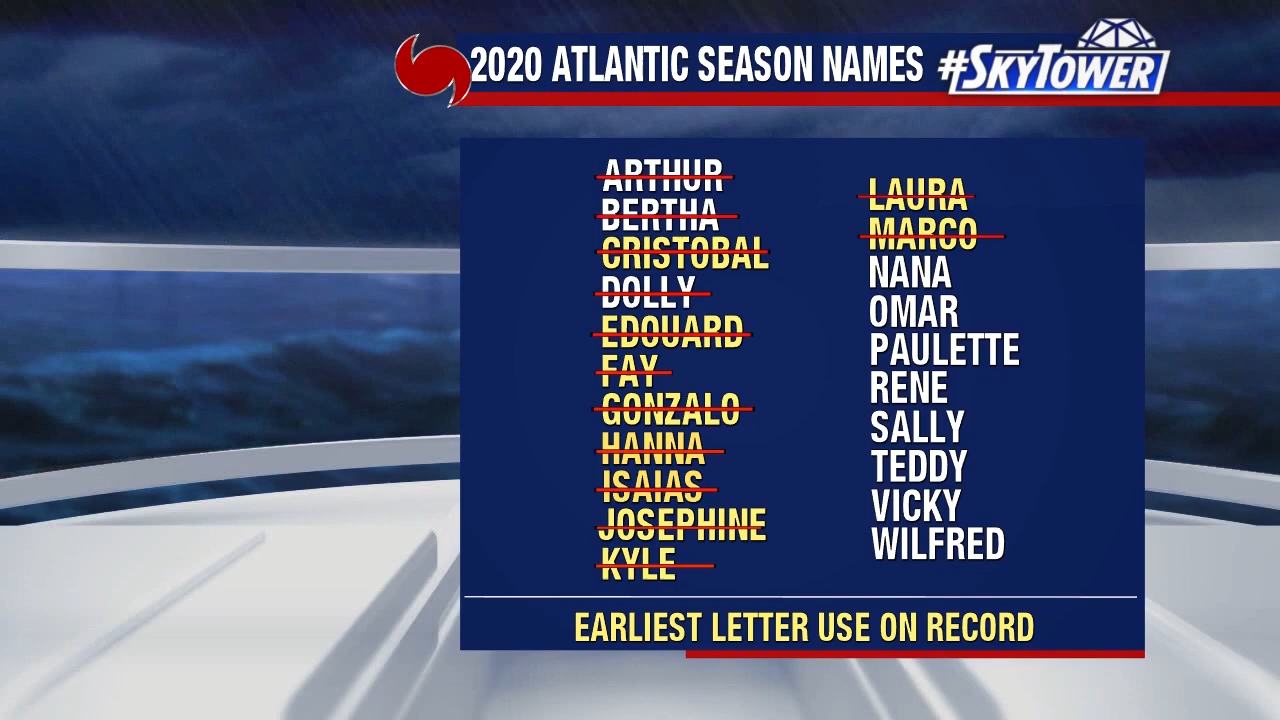 2020 ATLANTIC SEASON NAMES
#SKYTOWER
ARTHUR
BERTHA
CRISTOBAL
DOLLY
EDOUARD
FAY
GONZALO
HANNA
ISAIAS
JOSEPHINE
KYLE
LAURA
MARCO
NANA
OMAR
PAULETTE
RENE
SALLY
TEDDY
VICKY
WILFRED
EARLIEST LETTER USE ON RECORD